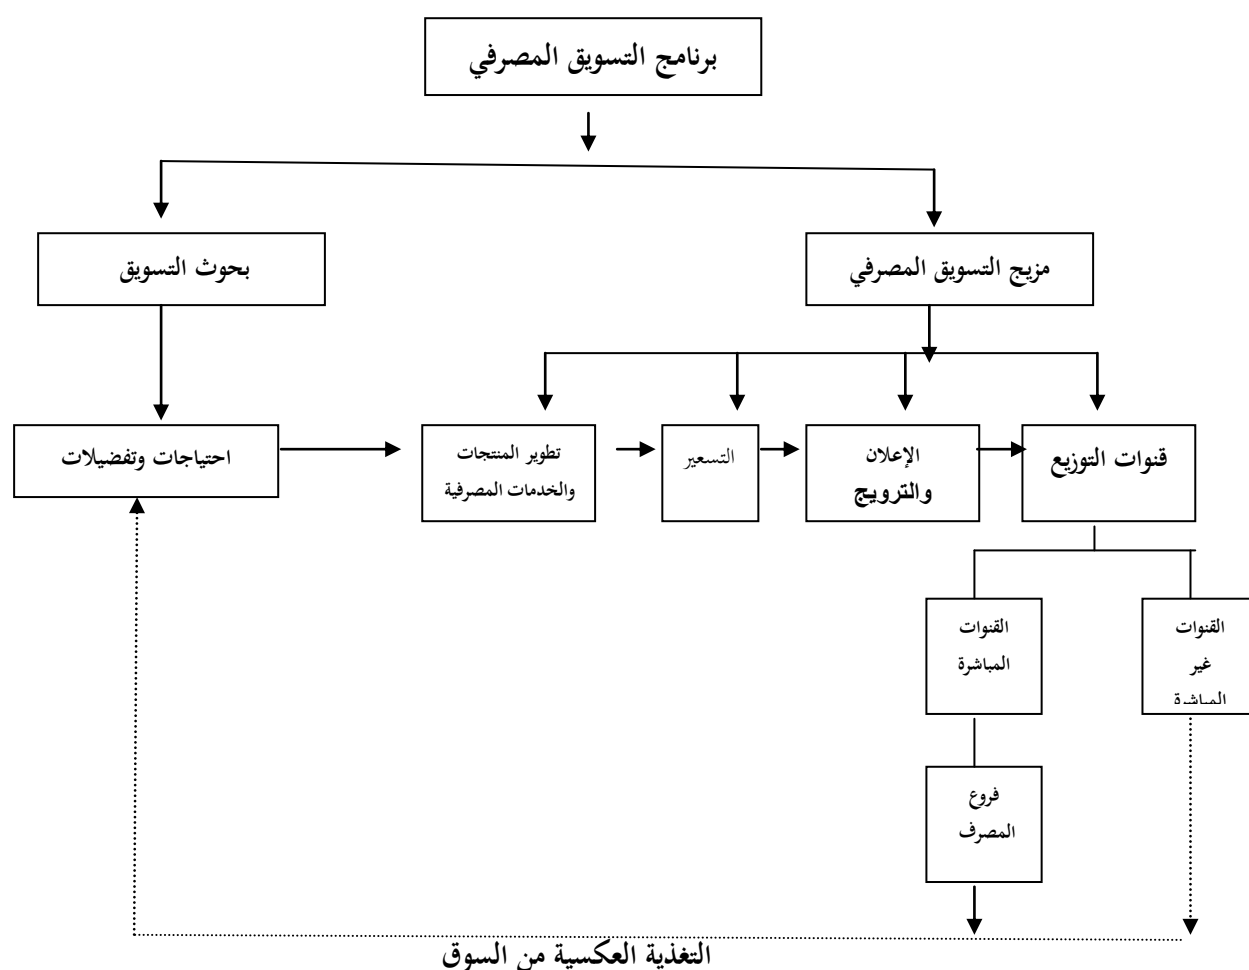 برنامج التسويق المصرفي
مزيج التسويق المصرفي
بحوث التسويق
احتياجات وتفضيلات
تطوير المنتجات
والخدمات المصرفية
التسعير
الإعلان
والترويج
قنوات التوزيع
القنوات
المباشرة
القنوات
غير
المباشرة
فروع
المصرف
التغذية العكسية من السوق